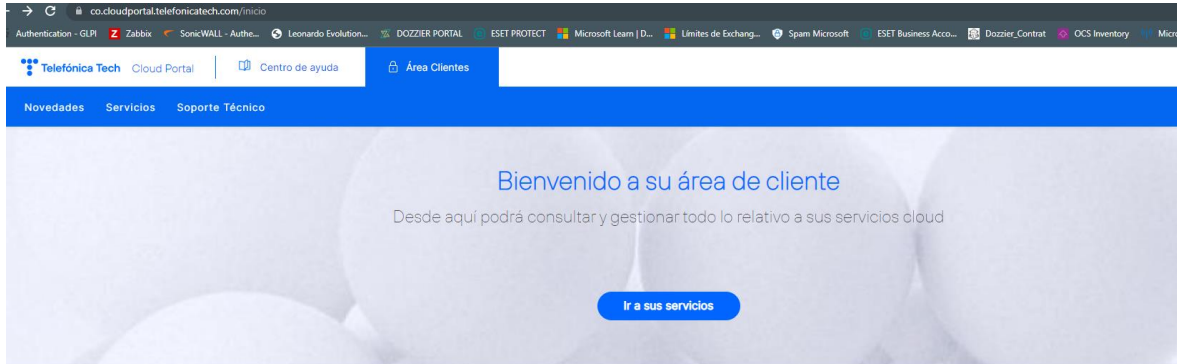 co.cloudportal.telefonicatech.com/inicio
Authentication - GLPI Zabbix SonicWALL - Authe... Leonardo Evolution... DOZZIER PORTAL ESET PROTECT Microsoft Learn | D... Límites de Exchang... Spam Microsoft ESET Business Acco... Dozzier_Contrat OCS Inventory Micro
Telefónica Tech Cloud Portal Centro de ayuda Área Clientes
Novedades Servicios Soporte Técnico
Bienvenido a su área de cliente
Desde aquí podrá consultar y gestionar todo lo relativo a sus servicios cloud
Ir a sus servicios